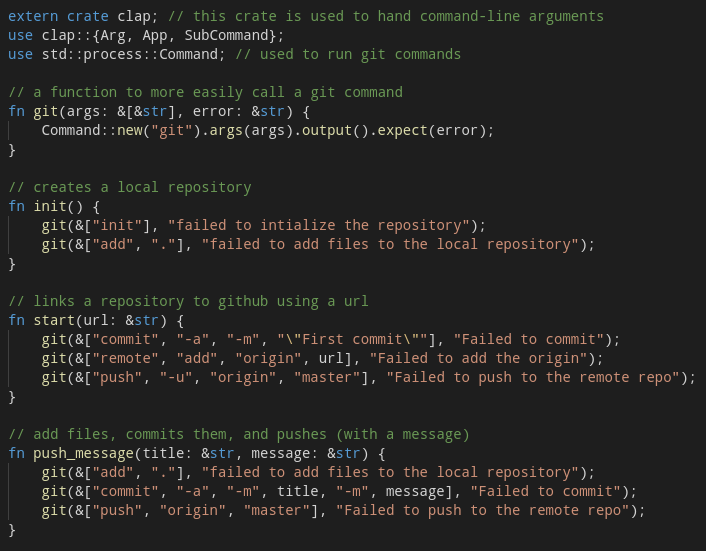 extern crate clap; // this crate is used to hand command-line arguments
use clap::{Arg, App, SubCommand};
use std::process::Command; // used to run git commands
// a function to more easily call a git command
fn git(args: &[&str], error: &str) {
Command::new("git").args(args).output().expect(error);
}
// creates a local repository
fn init() {
git(&["init"], "failed to intialize the repository");
git(&["add", "."], "failed to add files to the local repository");
}
// links a repository to github using a url
fn start(url: &str) {
git(&["commit", "-a", "-m", "\"First commit\""], "Failed to commit");
git(&["remote", "add", "origin", url], "Failed to add the origin");
git(&["push", "-u", "origin", "master"], "Failed to push to the remote repo");
}
// add files, commits them, and pushes (with a message)
fn push_message(title: &str, message: &str) {
git(&["add", "."], "failed to add files to the local repository");
git(&["commit", "-a", "-m", title, "-m", message], "Failed to commit");
git(&["push", "origin", "master"], "Failed to push to the remote repo");
}